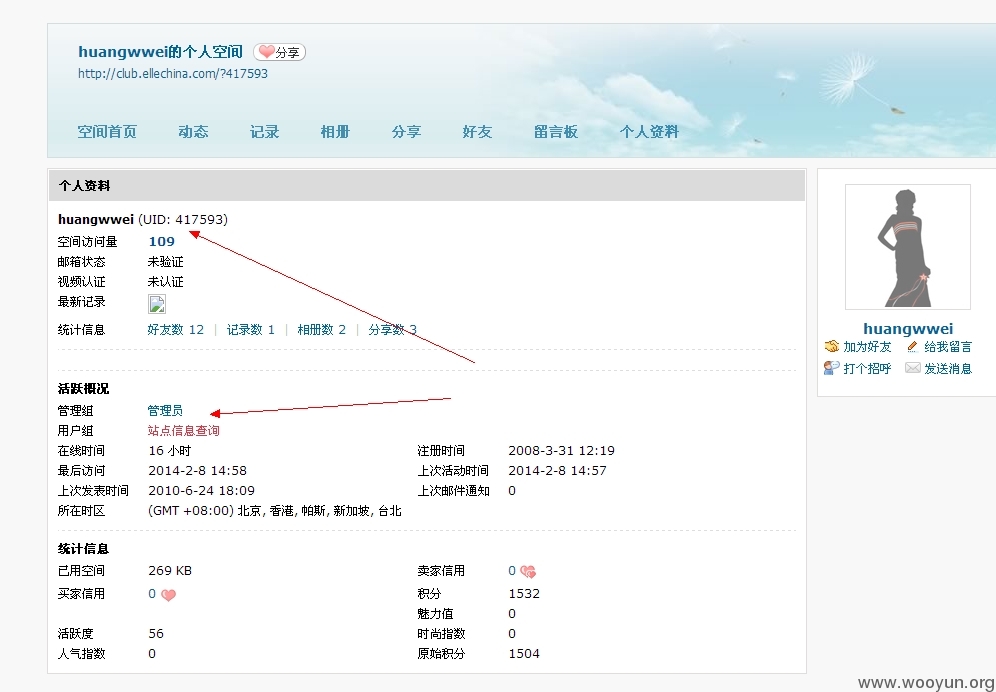 huangwwei的个人空间 分享
http://club.ellechina.com/?417593
空间首页 动态 记录 相册 分享 好友 留言板 个人资料
个人资料
huangwwei (UID: 417593)
空间访问量 109
邮箱状态 未验证
视频认证 未认证
最新记录
统计信息 好友数 12 | 记录数 1 | 相册数 2 | 分享数 3
活跃概况
管理组 管理员
用户组 站点信息查询
在线时间 16 小时 注册时间 2008-3-31 12:19
最后访问 2014-2-8 14:58 上次活动时间 2014-2-8 14:57
上次发表时间 2010-6-24 18:09 上次邮件通知 0
所在时区 (GMT +08:00) 北京, 香港, 帕斯, 新加坡, 台北
统计信息
已用空间 269 KB 卖家信用 0
买家信用 0 积分 1532
魅力值 0
活跃度 56 时尚指数 0
人气指数 0 原始积分 1504
huangwwei
加为好友 给我留言
打个招呼 发送消息
www.wooyun.org